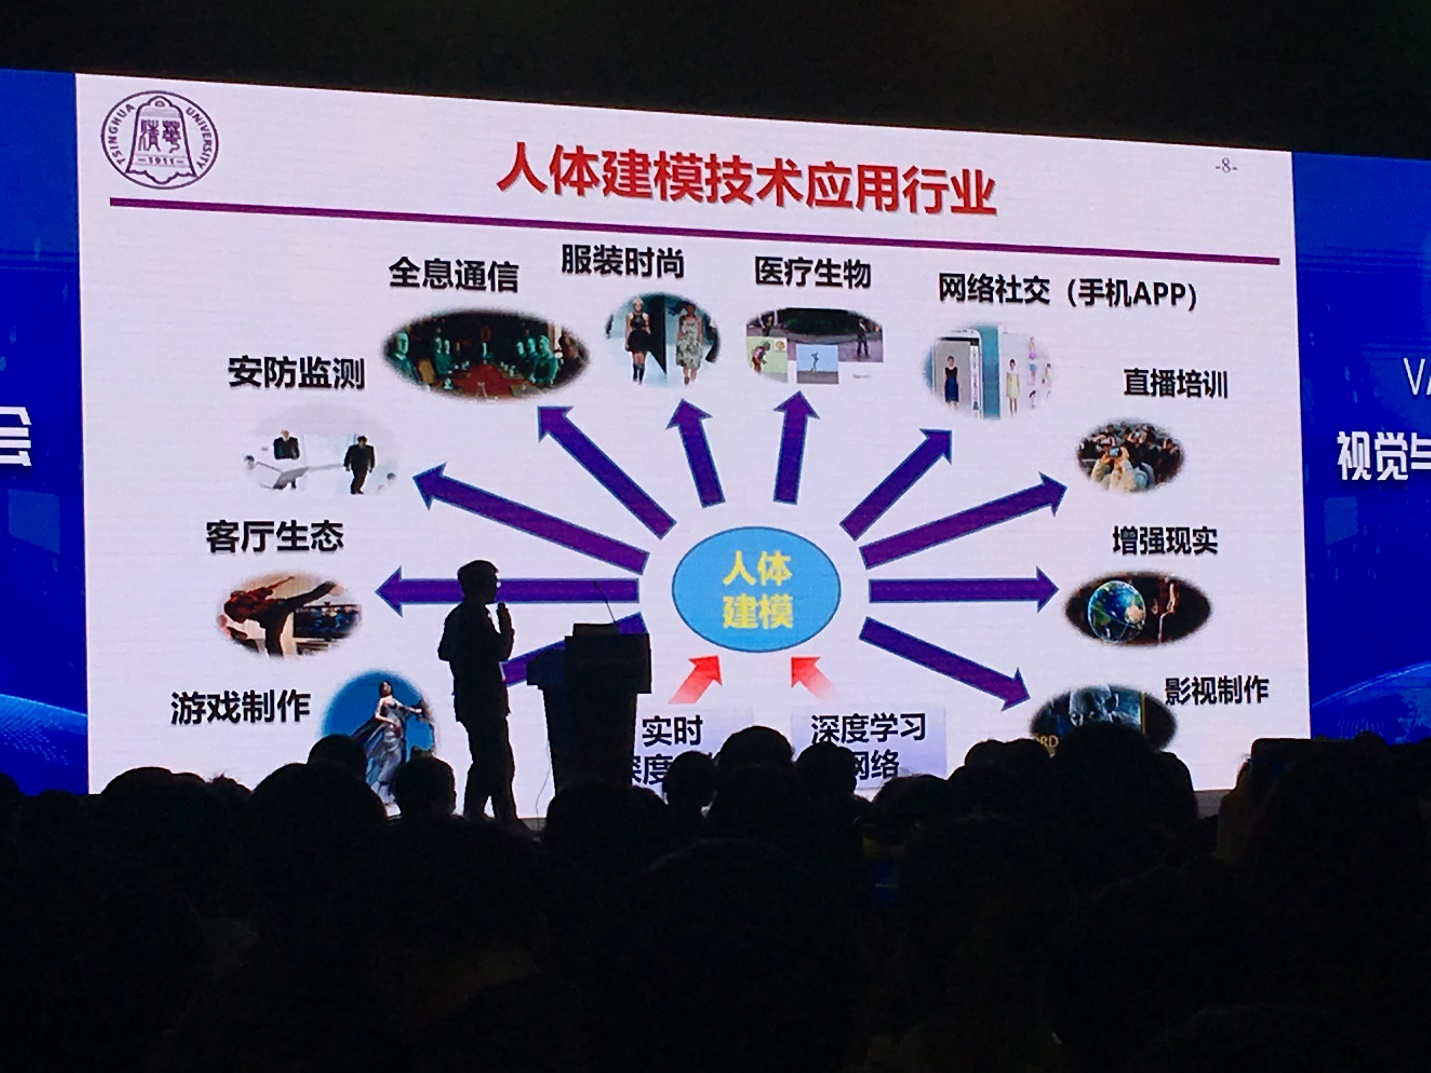 TSINGHUA UNIVERSITY
清華
-1911-
-8-
人体建模技术应用行业
全息通信
服装时尚
医疗生物
网络社交（手机APP）
安防监测
直播培训
客厅生态
增强现实
游戏制作
影视制作
人体
建模
实时
深度
深度学习
网络
会
视觉与